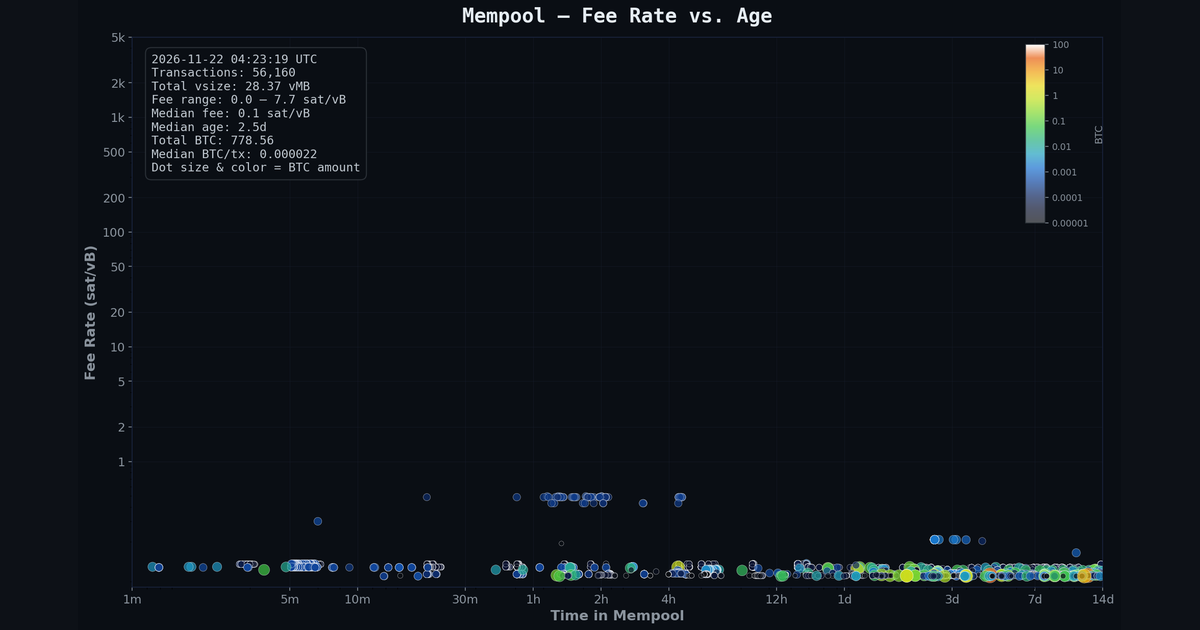 Mempool — Fee Rate vs. Age
2026-11-22 04:23:19 UTC
Transactions: 56,160
Total vsize: 28.37 vMB
Fee range: 0.0 — 7.7 sat/vB
Median fee: 0.1 sat/vB
Median age: 2.5d
Total BTC: 778.56
Median BTC/tx: 0.000022
Dot size & color = BTC amount
100
10
1
0.1
0.01
0.001
0.0001
0.00001
BTC
5k
2k
1k
500
200
100
50
20
10
5
2
1
Fee Rate (sat/vB)
1m 5m 10m 30m 1h 2h 4h 12h 1d 3d 7d 14d
Time in Mempool